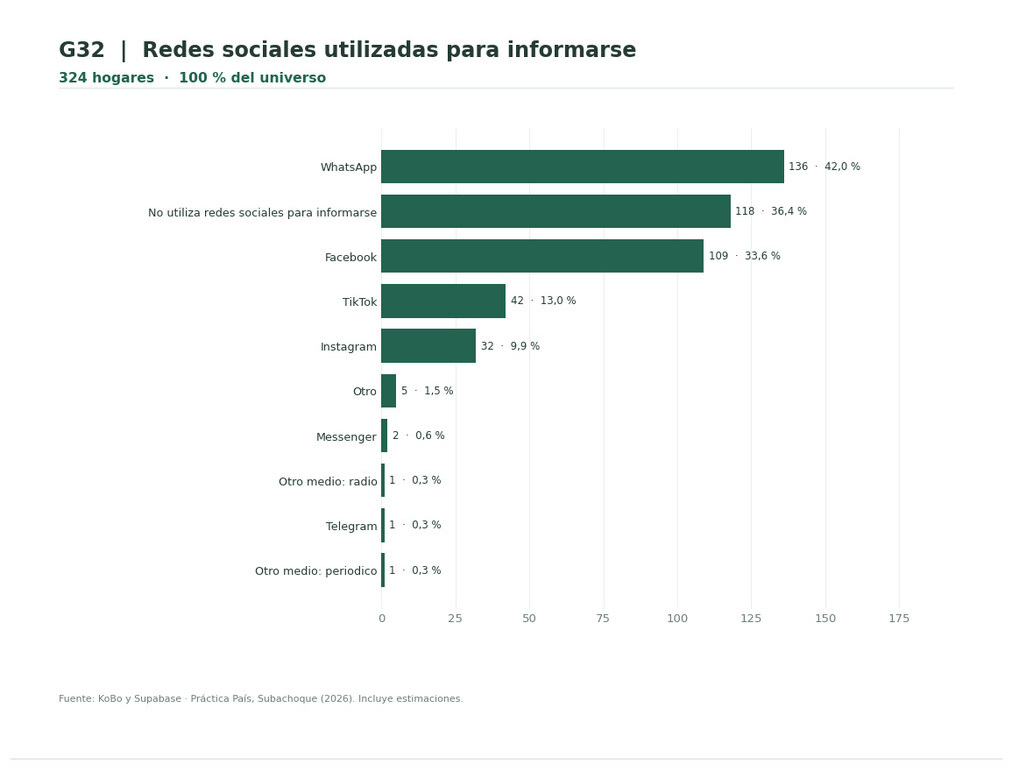 G32 | Redes sociales utilizadas para informarse
324 hogares · 100 % del universo
WhatsApp 136 · 42,0 %
No utiliza redes sociales para informarse 118 · 36,4 %
Facebook 109 · 33,6 %
TikTok 42 · 13,0 %
Instagram 32 · 9,9 %
Otro 5 · 1,5 %
Messenger 2 · 0,6 %
Otro medio: radio 1 · 0,3 %
Telegram 1 · 0,3 %
Otro medio: periodico 1 · 0,3 %
0 25 50 75 100 125 150 175
Fuente: KoBo y Supabase · Práctica País, Subachoque (2026). Incluye estimaciones.